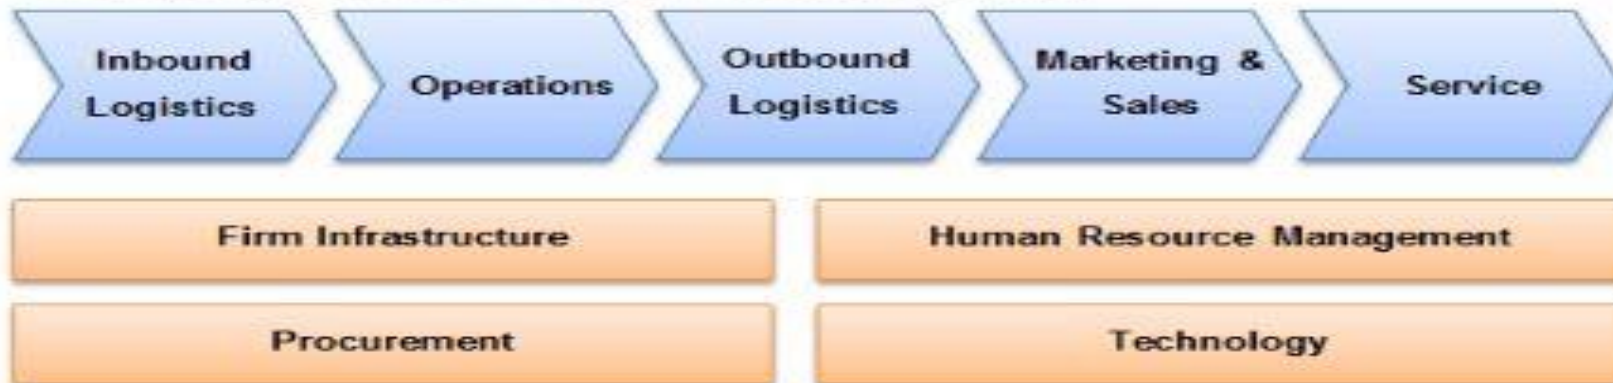 Inbound
Logistics
Operations
Outbound
Logistics
Marketing &
Sales
Service
Firm Infrastructure
Human Resource Management
Procurement
Technology